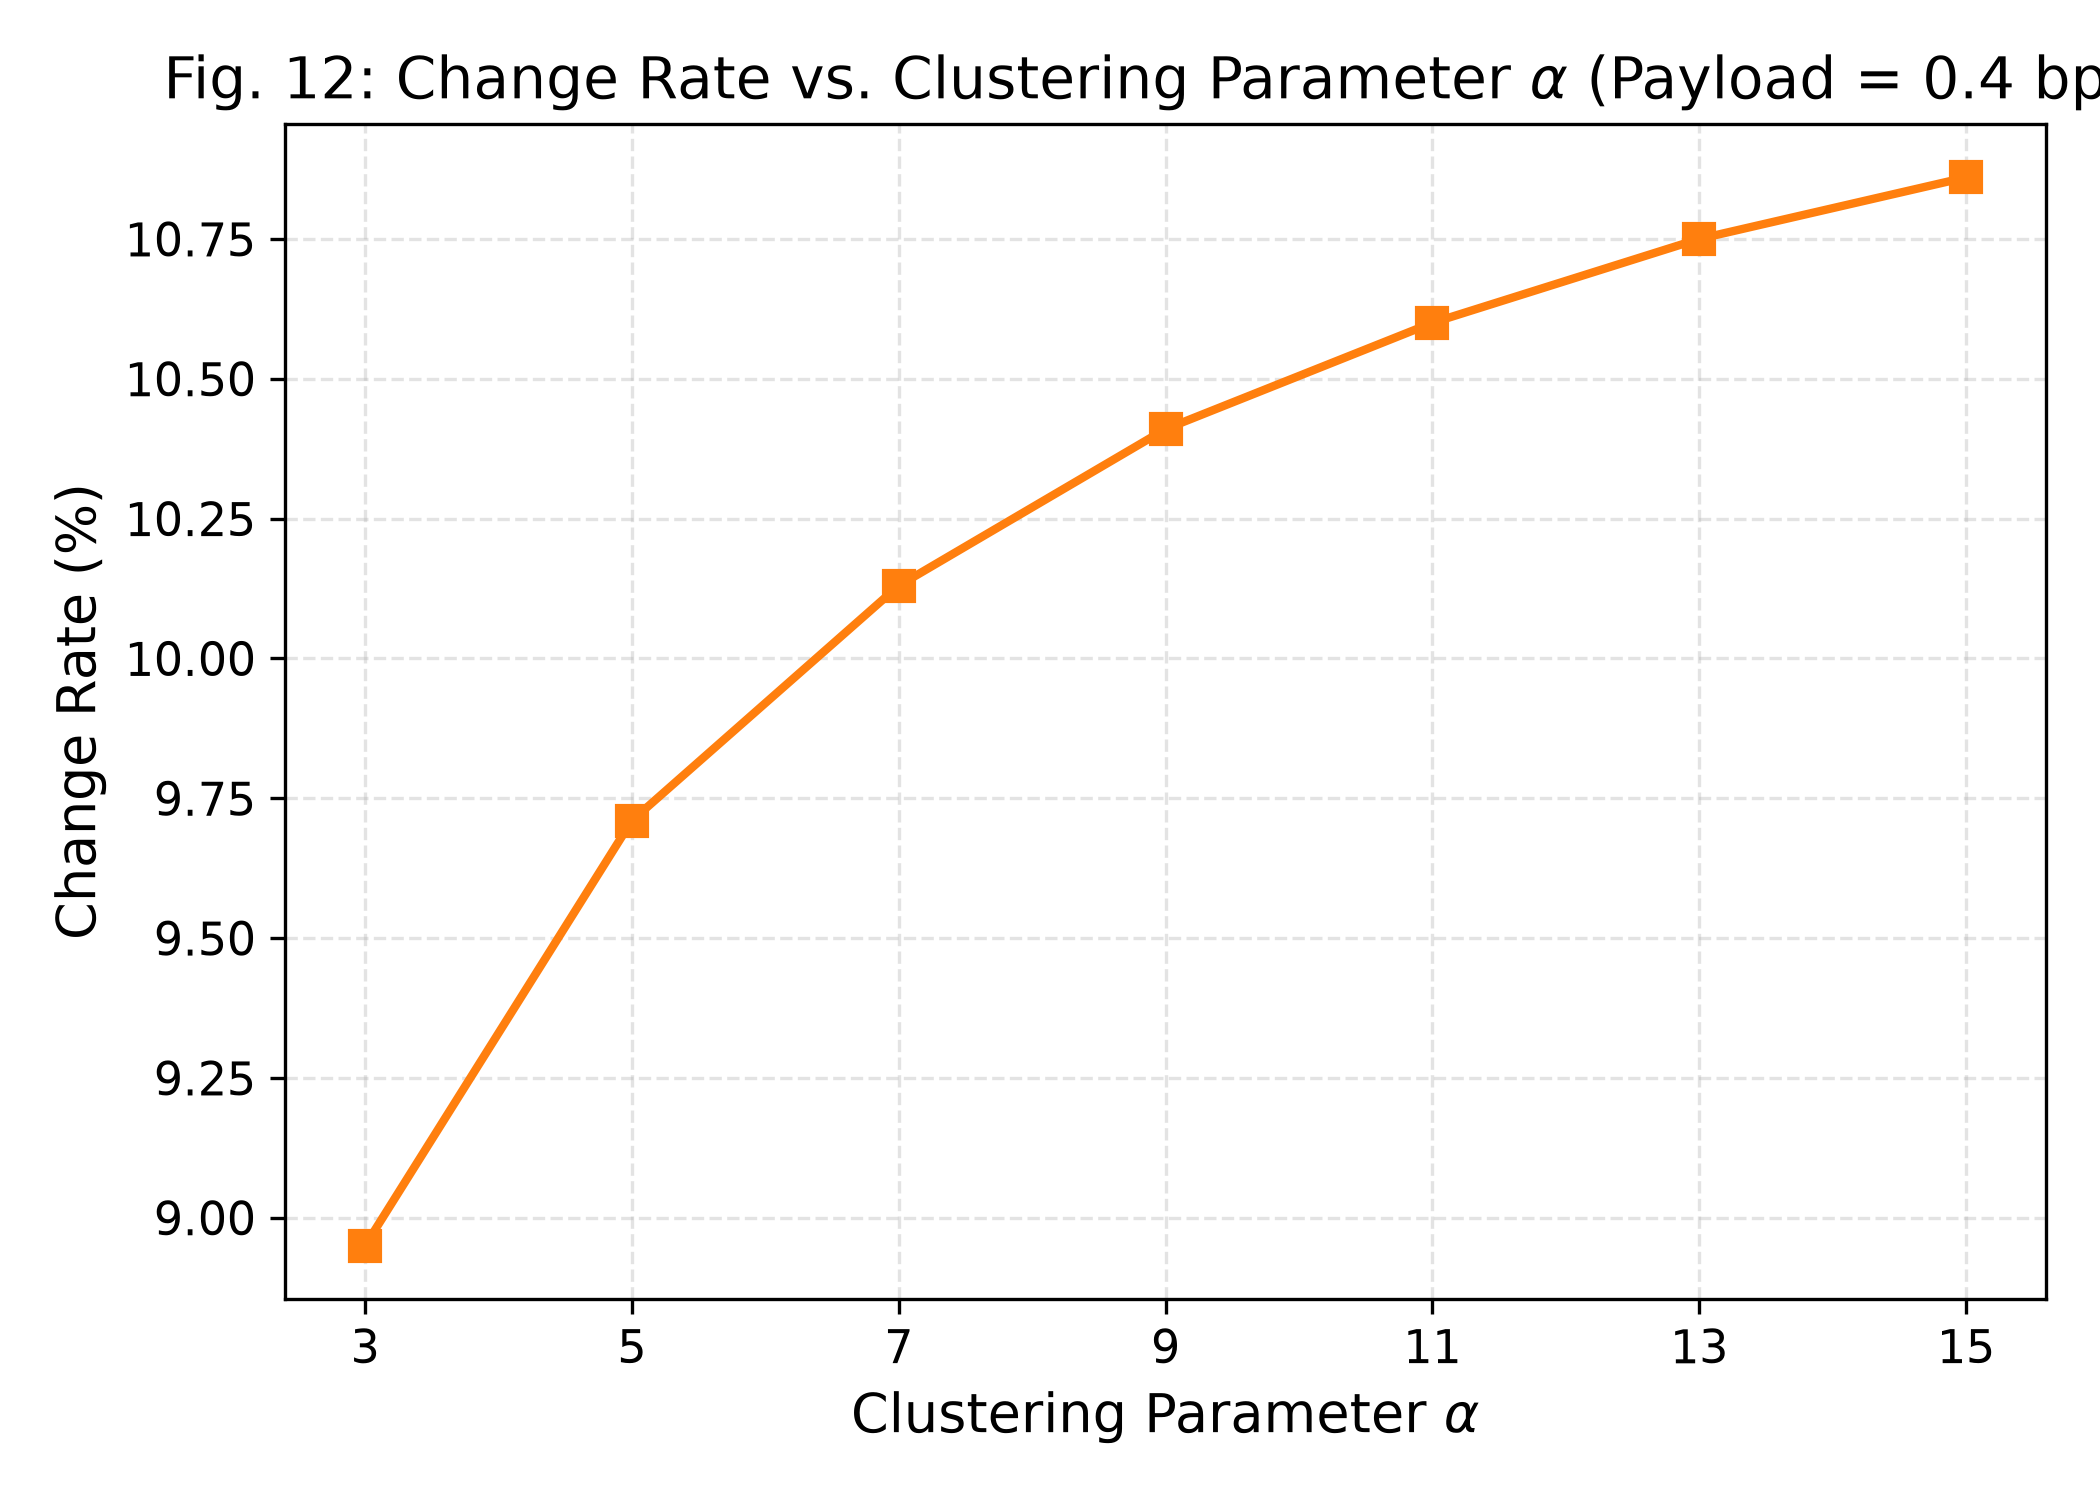 Fig. 12: Change Rate vs. Clustering Parameter α (Payload = 0.4 bp
Change Rate (%)
10.75
10.50
10.25
10.00
9.75
9.50
9.25
9.00
3 5 7 9 11 13 15
Clustering Parameter α